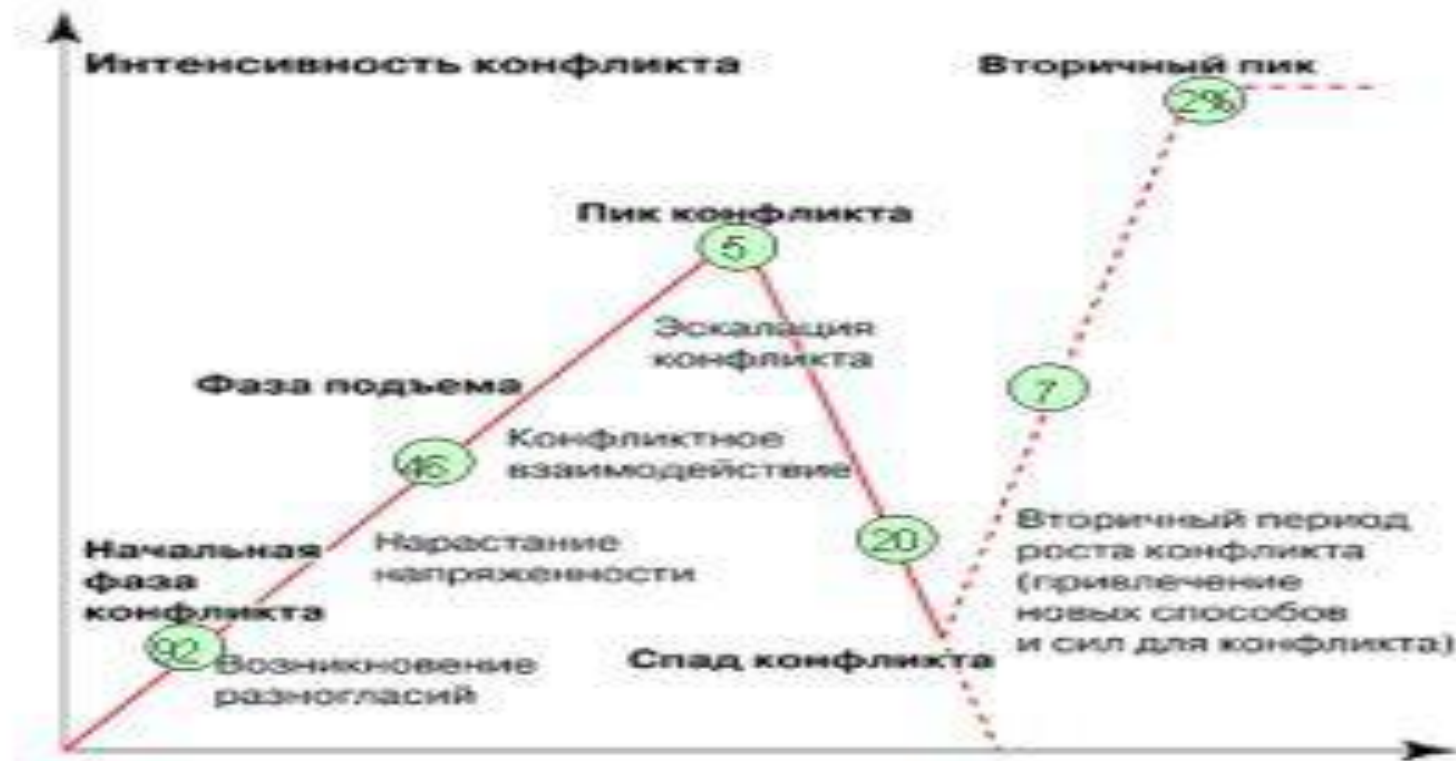 Интенсивность конфликта
Вторичный пик
2%
Пик конфликта
5
Эскалация
конфликта
Фаза подъема
7
Конфликтное
взаимодействие
46
Начальная
фаза
конфликта
Нарастание
напряженности
20
Вторичный период
роста конфликта
(привлечение
новых способов
и сил для конфликта)
92
Возникновение
разногласий
Спад конфликта